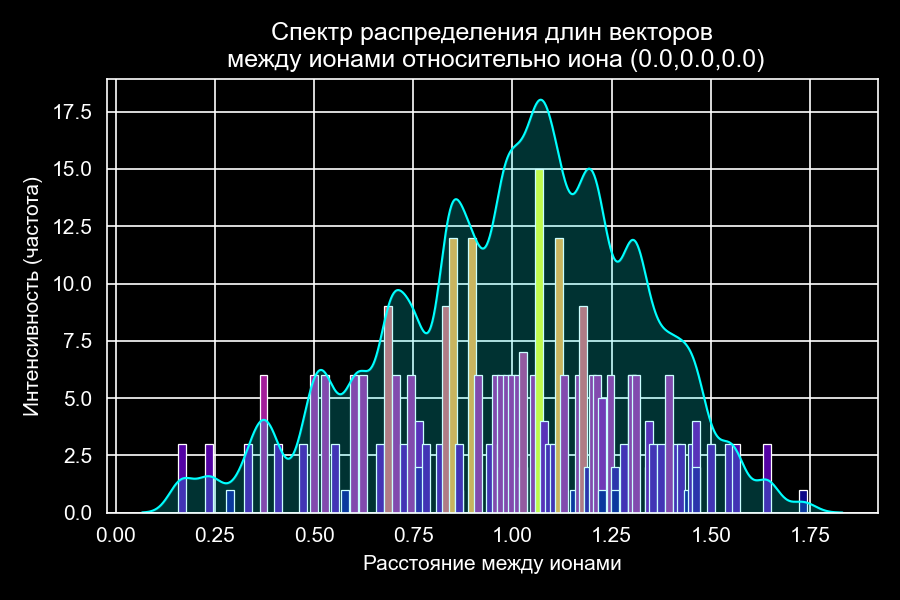 Спектр распределения длин векторов
между ионами относительно иона (0.0,0.0,0.0)
Интенсивность (частота)
17.5
15.0
12.5
10.0
7.5
5.0
2.5
0.0
0.00 0.25 0.50 0.75 1.00 1.25 1.50 1.75
Расстояние между ионами